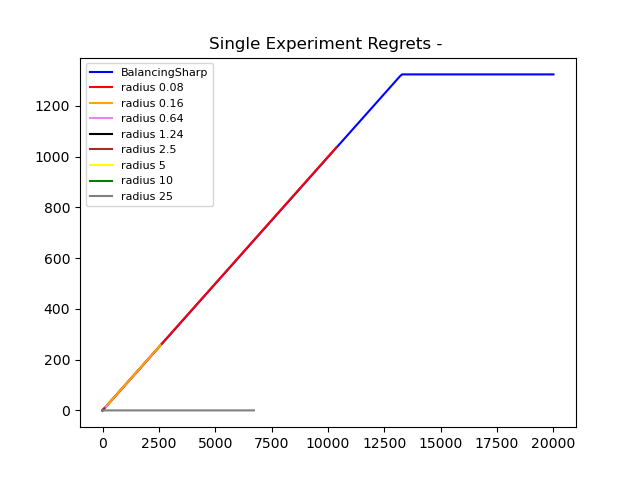 Single Experiment Regrets -
BalancingSharp
radius 0.08
radius 0.16
radius 0.64
radius 1.24
radius 2.5
radius 5
radius 10
radius 25
1200
1000
800
600
400
200
0
0 2500 5000 7500 10000 12500 15000 17500 20000